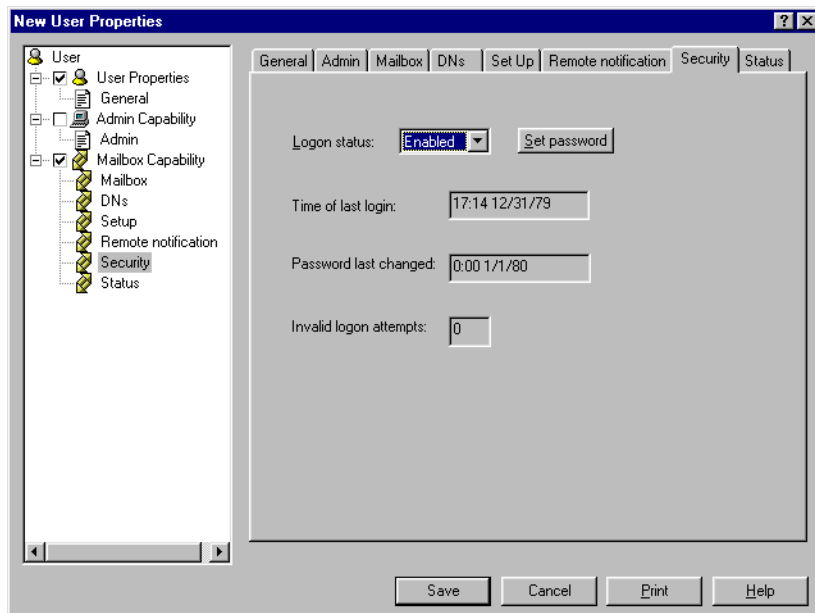 New User Properties
User
User Properties
General
Admin Capability
Admin
Mailbox Capability
Mailbox
DNs
Setup
Remote notification
Security
Status
General Admin Mailbox DNs Set Up Remote notification Security Status
Logon status: Enabled Set password
Time of last login: 17:14 12/31/79
Password last changed: 0:00 1/1/80
Invalid logon attempts: 0
Save Cancel Print Help